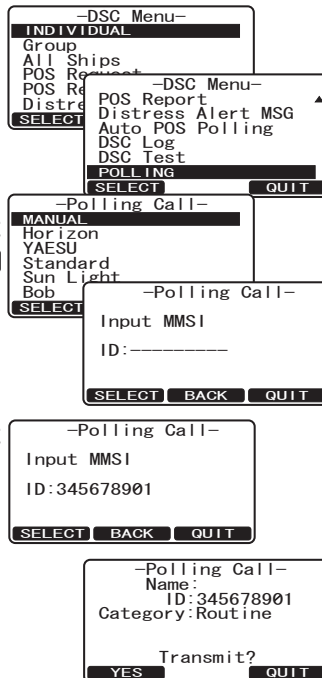 -DSC Menu-
INDIVIDUAL
Group
All Ships
POS
POS
SELECT
-DSC Menu-
POS Report
Distress Alert MSG
Auto POS Polling
DSC Log
DSC Test
POLLING
SELECT QUIT
-Polling Call-
MANUAL
Horizon
YAESU
Standard
Sun Light
Bob
SELECT
-Polling Call-
Input MMSI
ID:---------
SELECT BACK QUIT
-Polling Call-
Input MMSI
ID:345678901
SELECT BACK QUIT
-Polling Call-
Name:
ID:345678901
Category:Routine
Transmit?
YES QUIT